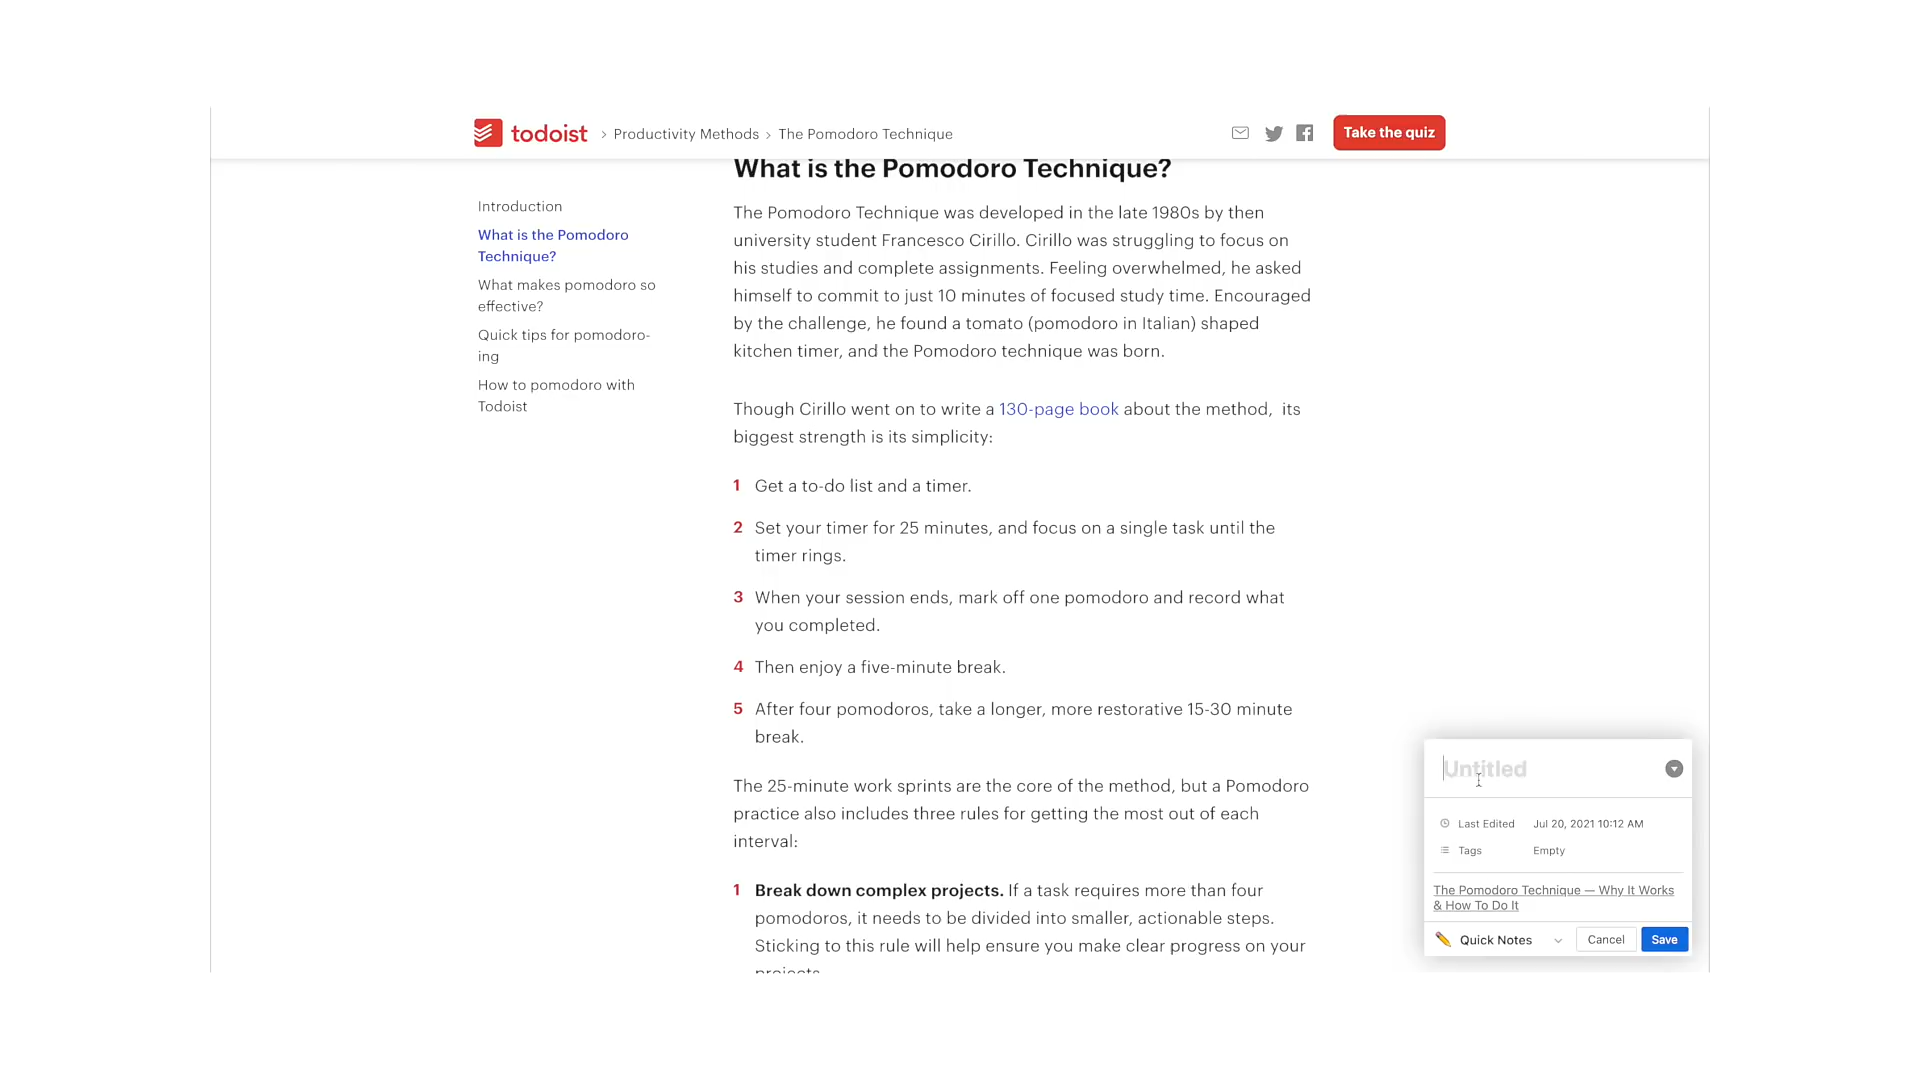 todoist > Productivity Methods > The Pomodoro Technique
Take the quiz
Introduction
What is the Pomodoro
Technique?
What makes pomodoro so
effective?
Quick tips for pomodoro-
ing
How to pomodoro with
Todoist
What is the Pomodoro Technique?
The Pomodoro Technique was developed in the late 1980s by then
university student Francesco Cirillo. Cirillo was struggling to focus on
his studies and complete assignments. Feeling overwhelmed, he asked
himself to commit to just 10 minutes of focused study time. Encouraged
by the challenge, he found a tomato (pomodoro in Italian) shaped
kitchen timer, and the Pomodoro technique was born.
Though Cirillo went on to write a 130-page book about the method,  its
biggest strength is its simplicity:
1 Get a to-do list and a timer.
2 Set your timer for 25 minutes, and focus on a single task until the
timer rings.
3 When your session ends, mark off one pomodoro and record what
you completed.
4 Then enjoy a five-minute break.
5 After four pomodoros, take a longer, more restorative 15-30 minute
break.
The 25-minute work sprints are the core of the method, but a Pomodoro
practice also includes three rules for getting the most out of each
interval:
1 Break down complex projects. If a task requires more than four
pomodoros, it needs to be divided into smaller, actionable steps.
Sticking to this rule will help ensure you make clear progress on your
projects.
Untitled
Last Edited Jul 20, 2021 10:12 AM
Tags Empty
The Pomodoro Technique — Why It Works
& How To Do It
Quick Notes Cancel Save